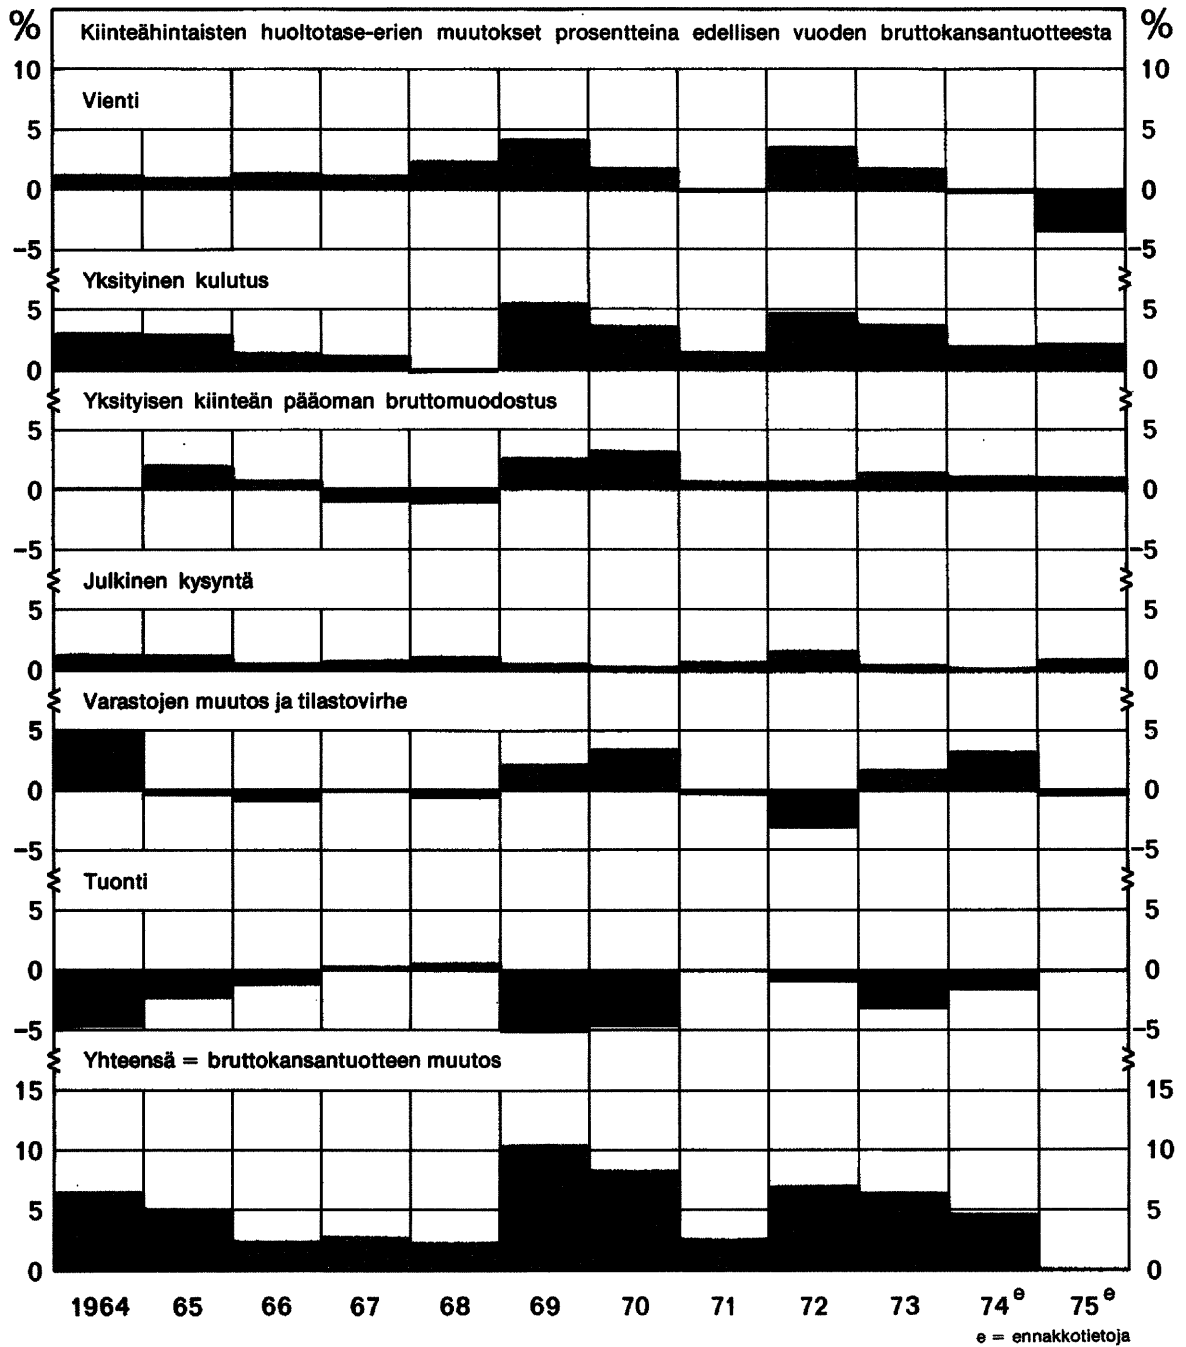 % %
Kiinteähintaisten huoltotase-erien muutokset prosentteina edellisen vuoden bruttokansantuotteesta
10 10
Vienti
5 5
0 0
-5 -5
Yksityinen kulutus
5 5
0 0
Yksityisen kiinteän pääoman bruttomuodostus
5 5
0 0
-5 -5
Julkinen kysyntä
5 5
0 0
Varastojen muutos ja tilastovirhe
5 5
0 0
-5 -5
Tuonti
5 5
0 0
-5 -5
Yhteensä = bruttokansantuotteen muutos
15 15
10 10
5 5
0 0
1964 65 66 67 68 69 70 71 72 73 74e 75e
e = ennakkotietoja